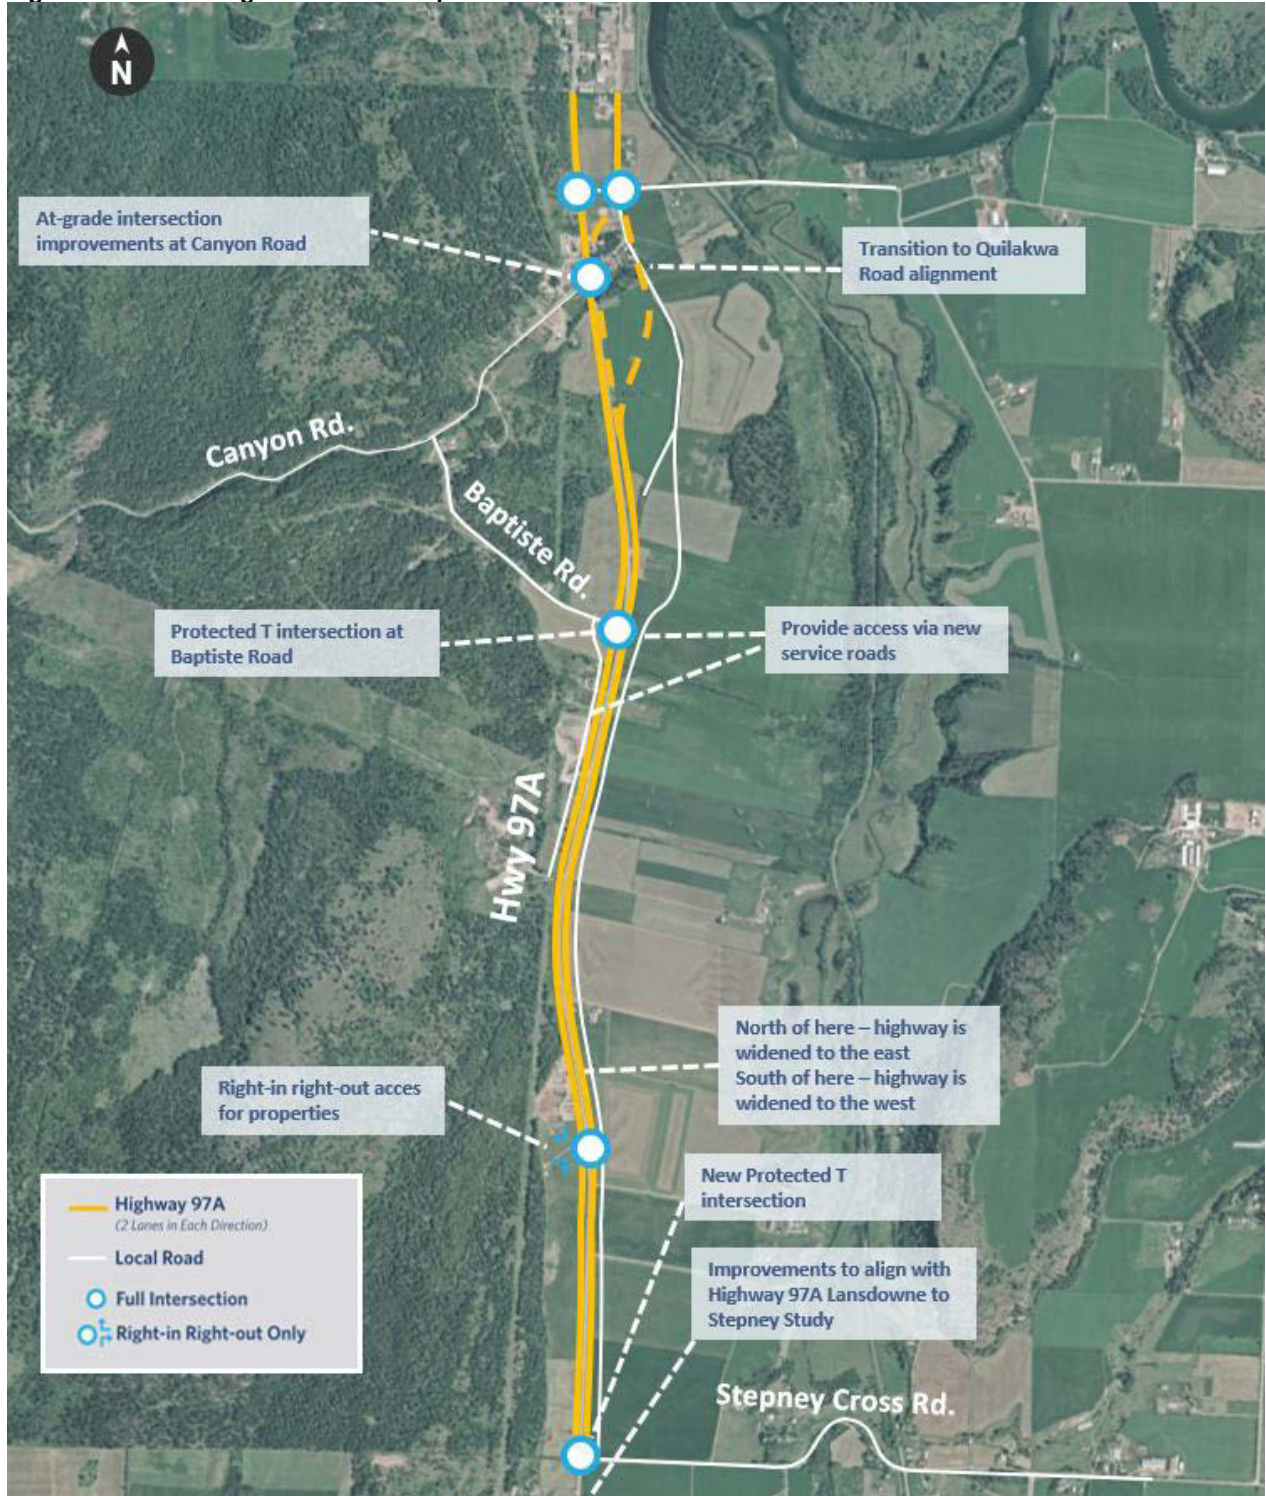 N
At-grade intersection
improvements at Canyon Road
Transition to Quilakwa
Road alignment
Canyon Rd.
Baptiste Rd.
Protected T intersection at
Baptiste Road
Provide access via new
service roads
Hwy 97A
North of here – highway is
widened to the east
South of here – highway is
widened to the west
Right-in right-out acces
for properties
New Protected T
intersection
Highway 97A
(2 Lanes in Each Direction)
Local Road
Full Intersection
Right-in Right-out Only
Improvements to align with
Highway 97A Lansdowne to
Stepney Study
Stepney Cross Rd.